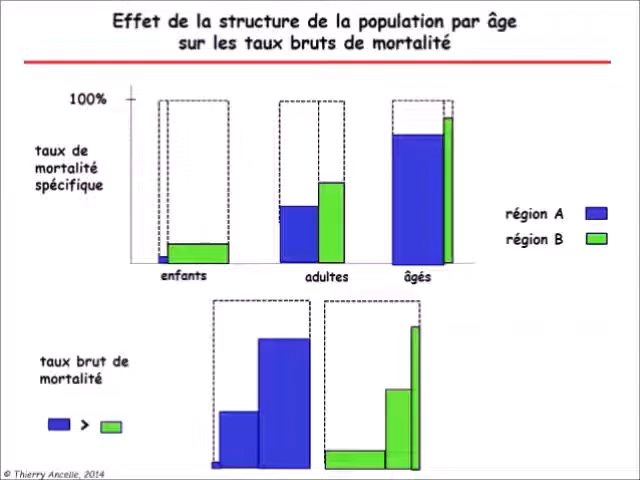 Effet de la structure de la population par âge
sur les taux bruts de mortalité
100%
taux de
mortalité
spécifique
région A
région B
enfants
adultes
âgés
taux brut de
mortalité
>
© Thierry Ancelle, 2014